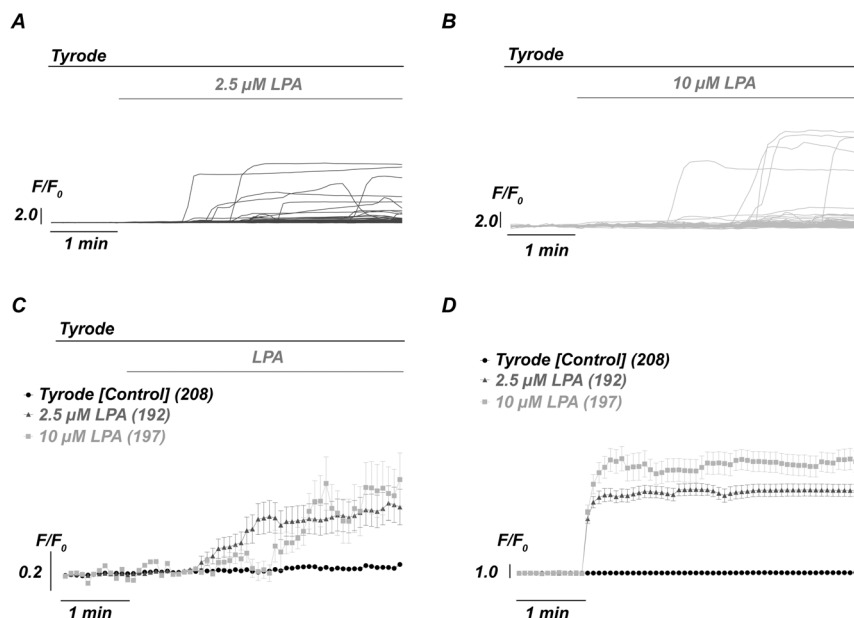 A
Tyrode
2.5 µM LPA
F/F0
2.0
1 min
B
Tyrode
10 µM LPA
F/F0
2.0
1 min
C
Tyrode
LPA
Tyrode [Control] (208)
2.5 µM LPA (192)
10 µM LPA (197)
F/F0
0.2
1 min
D
Tyrode [Control] (208)
2.5 µM LPA (192)
10 µM LPA (197)
F/F0
1.0
1 min